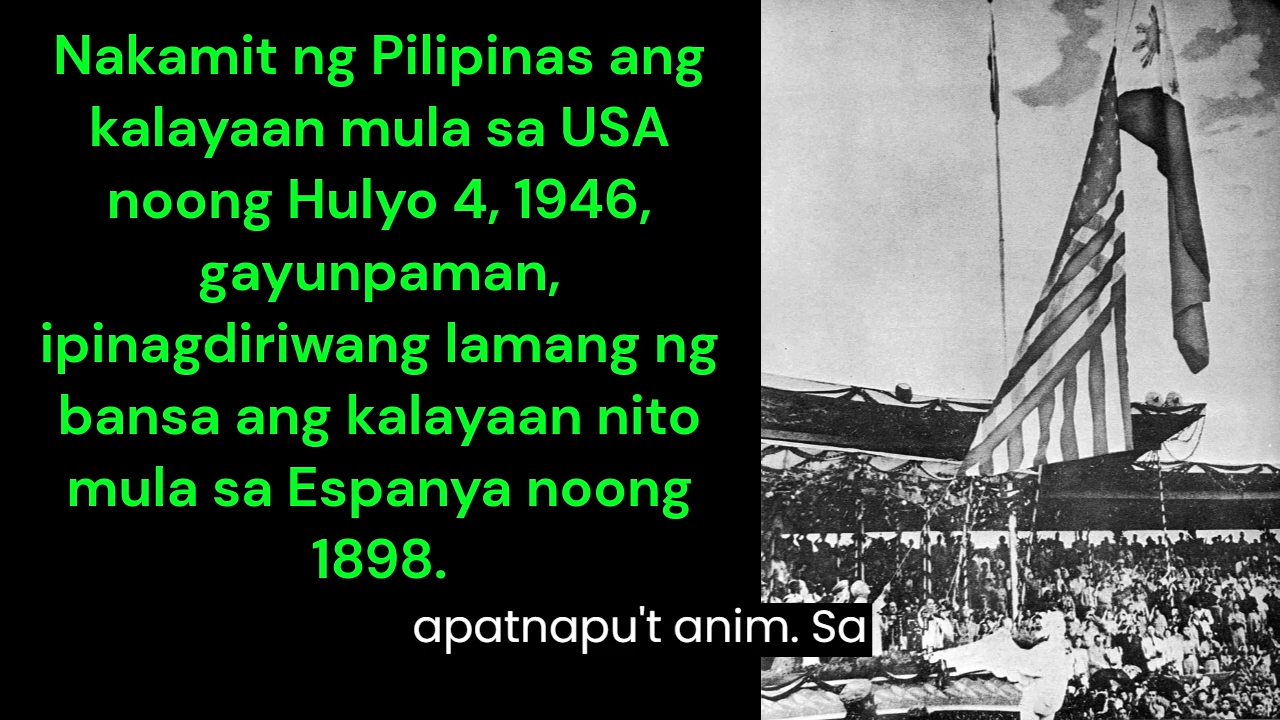 Nakamit ng Pilipinas ang
kalayaan mula sa USA
noong Hulyo 4, 1946,
gayunpaman,
ipinagdiriwang lamang ng
bansa ang kalayaan nito
mula sa Espanya noong
1898.
apatnapu't anim. Sa